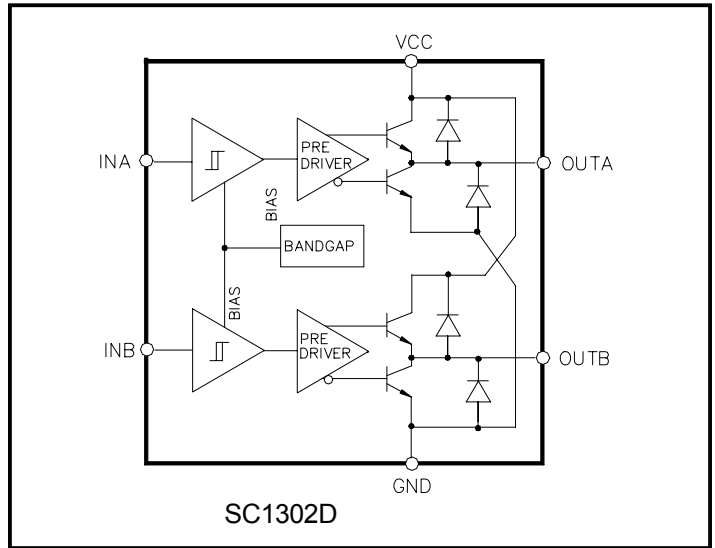 VCC
INA
PRE
DRIVER
OUTA
BIAS
BANDGAP
BIAS
INB
PRE
DRIVER
OUTB
GND
SC1302D